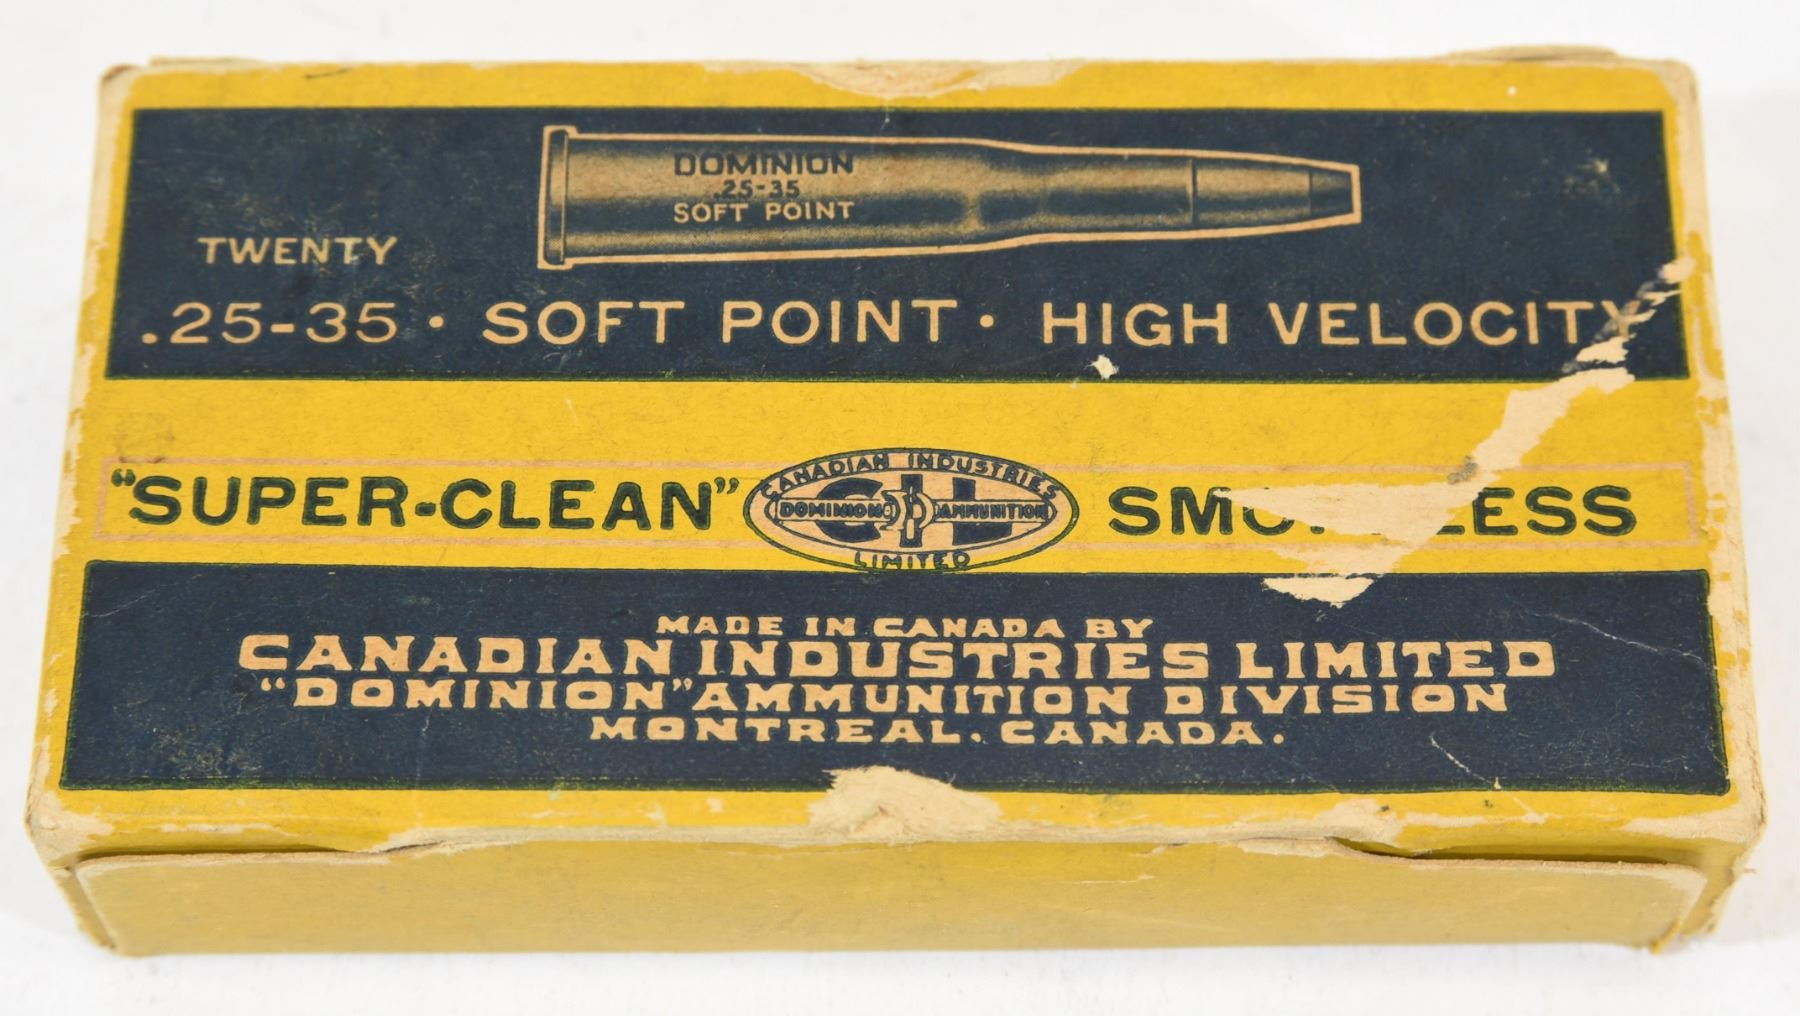 DOMINION
.25-35
SOFT POINT
TWENTY
.25-35 · SOFT POINT · HIGH VELOCITY
"SUPER-CLEAN"
CANADIAN INDUSTRIES
CIL
DOMINION AMMUNITION
LIMITED
MADE IN CANADA BY
CANADIAN INDUSTRIES LIMITED
"DOMINION" AMMUNITION DIVISION
MONTREAL. CANADA.